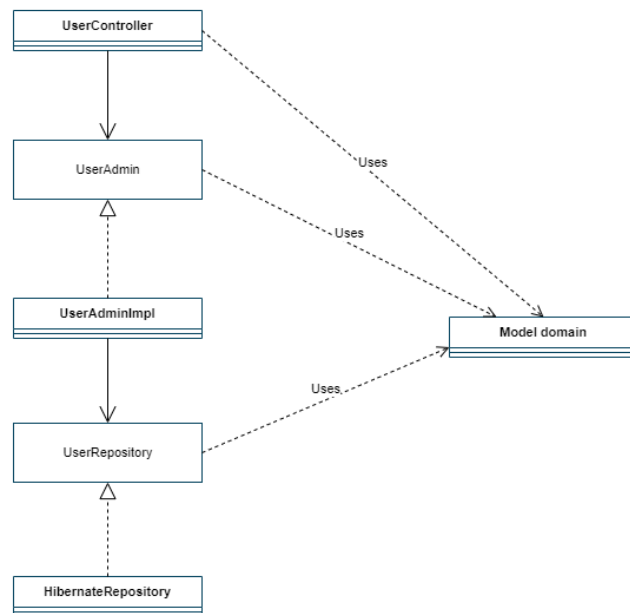 UserController
UserAdmin
Uses
Uses
UserAdminImpl
Model domain
Uses
UserRepository
HibernateRepository